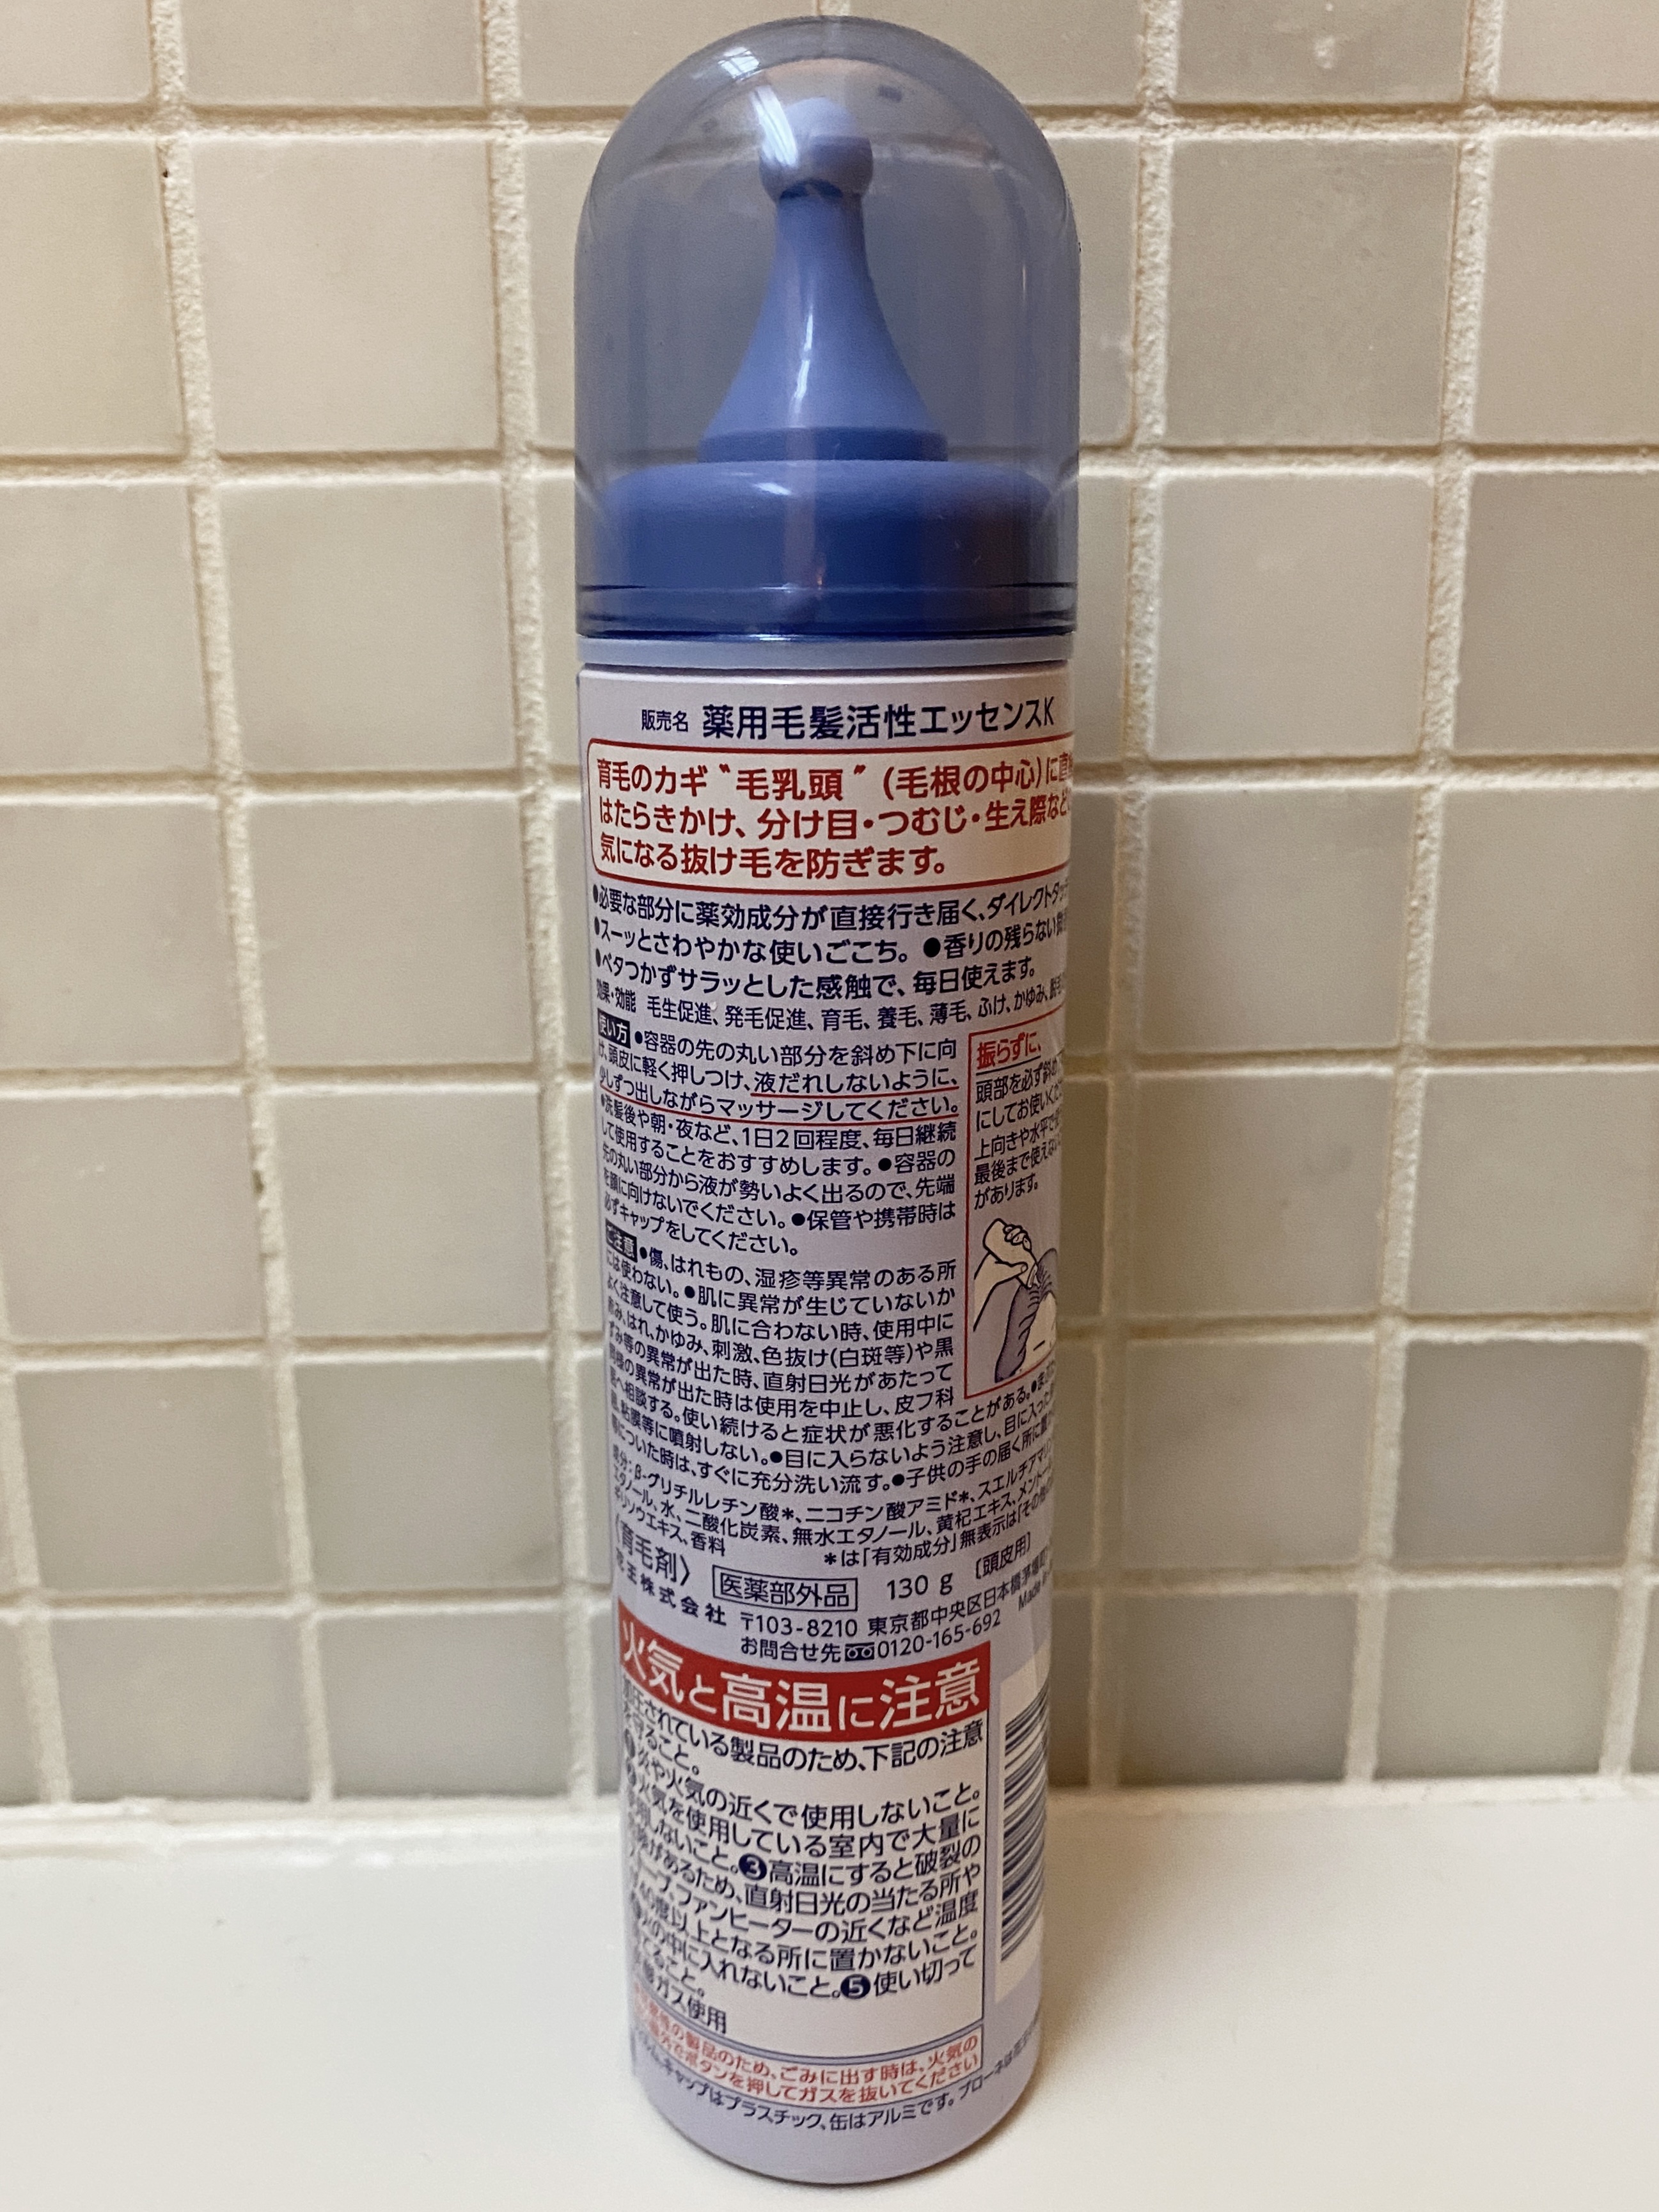 販売名 薬用毛髪活性エッセンスK
育毛のカギ〝毛乳頭〟(毛根の中心)に直
はたらきかけ、分け目・つむじ・生え際など
気になる抜け毛を防ぎます。
●必要な部分に薬効成分が直接行き届く、ダイレクトタッ
●スーッとさわやかな使いごこち。●香りの残らない
●ベタつかずサラッとした感触で、毎日使えます。
効果・効能 毛生促進、発毛促進、育毛、養毛、薄毛、ふけ、かゆみ、
使い方 ●容器の先の丸い部分を斜め下に向
け、頭皮に軽く押しつけ、液だれしないように、
少しずつ出しながらマッサージしてください。
●洗髪後や朝・夜など、1日2回程度、毎日継続
して使用することをおすすめします。●容器の
先の丸い部分から液が勢いよく出るので、先端
を顔に向けないでください。●保管や携帯時は
必ずキャップをしてください。
振らずに、
頭部を必ず斜め
にしてお使いくだ
上向きや水平で
最後まで使えな
があります。
ご注意 ●傷、はれもの、湿疹等異常のある所
には使わない。●肌に異常が生じていないか
よく注意して使う。肌に合わない時、使用中に
赤み、はれ、かゆみ、刺激、色抜け(白斑等)や黒
ずみ等の異常が出た時、直射日光があたって
同様の異常が出た時は使用を中止し、皮フ科
医へ相談する。使い続けると症状が悪化することがある。
粘膜等に噴射しない。●目に入らないよう注意し、目に入った
についた時は、すぐに充分洗い流す。●子供の手の届く所に
成分:β-グリチルレチン酸*、ニコチン酸アミド*、スエルチアマリン
エタノール、水、二酸化炭素、無水エタノール、黄杞エキス、メントール
キソウエキス、香料 *は「有効成分」無表示は「その他の
〈育毛剤〉 医薬部外品 130 g 〔頭皮用〕
花王株式会社 〒103-8210 東京都中央区日本橋茅場町
お問合せ先 0120-165-692 Made
火気と高温に注意
高圧されている製品のため、下記の注意
を守ること。
炎や火気の近くで使用しないこと。
火気を使用している室内で大量に
使用しないこと。❸高温にすると破裂の
危険があるため、直射日光の当たる所や
ストーブ、ファンヒーターの近くなど温度
が40度以上となる所に置かないこと。
火の中に入れないこと。❺使い切って
捨てること。
ガス使用
の製品のため、ごみに出す時は、火気の
でボタンを押してガスを抜いてください
キャップはプラスチック、缶はアルミです。ブローネは